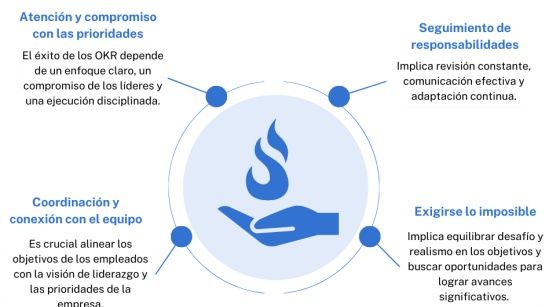 Atención y compromiso
con las prioridades
El éxito de los OKR depende
de un enfoque claro, un
compromiso de los líderes y
una ejecución disciplinada.
Seguimiento de
responsabilidades
Implica revisión constante,
comunicación efectiva y
adaptación continua.
Coordinación y
conexión con el equipo
Es crucial alinear los
objetivos de los empleados
con la visión de liderazgo y
las prioridades de la
empresa.
Exigirse lo imposible
Implica equilibrar desafío y
realismo en los objetivos y
buscar oportunidades para
lograr avances
significativos.